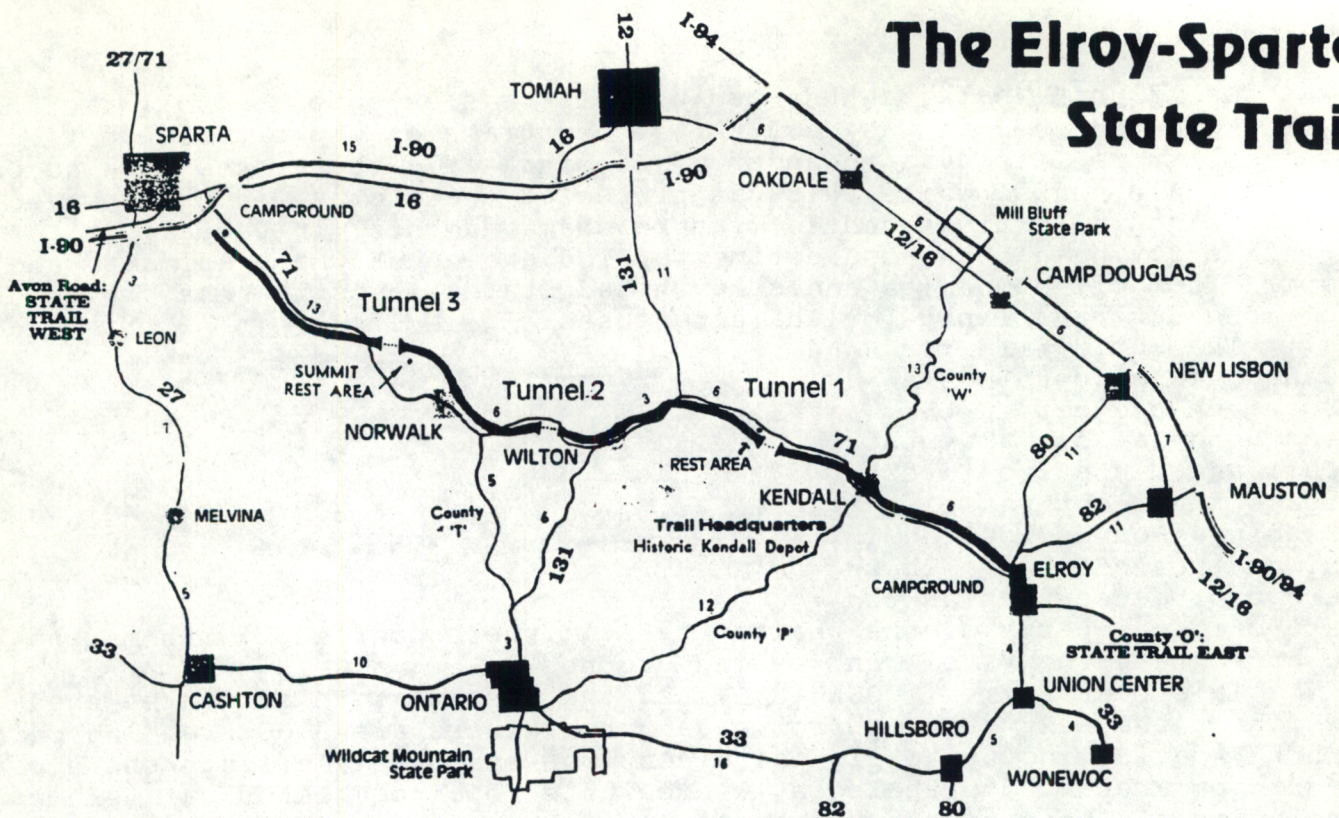 The Elroy-Sparta
State Trail
27/71
12
I-94
TOMAH
SPARTA
15
I-90
16
16
I-90
6
OAKDALE
Mill Bluff
State Park
CAMPGROUND
16
I-90
5
12/16
CAMP DOUGLAS
71
131
11
Avon Road:
STATE
TRAIL
WEST
3
13
Tunnel 3
LEON
SUMMIT
REST AREA
13
County
'W'
6
NEW LISBON
Tunnel 2
3
6
Tunnel 1
27
7
NORWALK
6
WILTON
REST AREA
71
80
11
7
KENDALL
MAUSTON
MELVINA
5
County
'T'
6
131
Trail Headquarters
Historic Kendall Depot
6
82
11
I-90/94
12/16
ELROY
CAMPGROUND
5
12
County 'P'
County 'O':
STATE TRAIL EAST
33
3
4
10
CASHTON
ONTARIO
UNION CENTER
HILLSBORO
33
4
5
33
16
Wildcat Mountain
State Park
WONEWOC
82
80